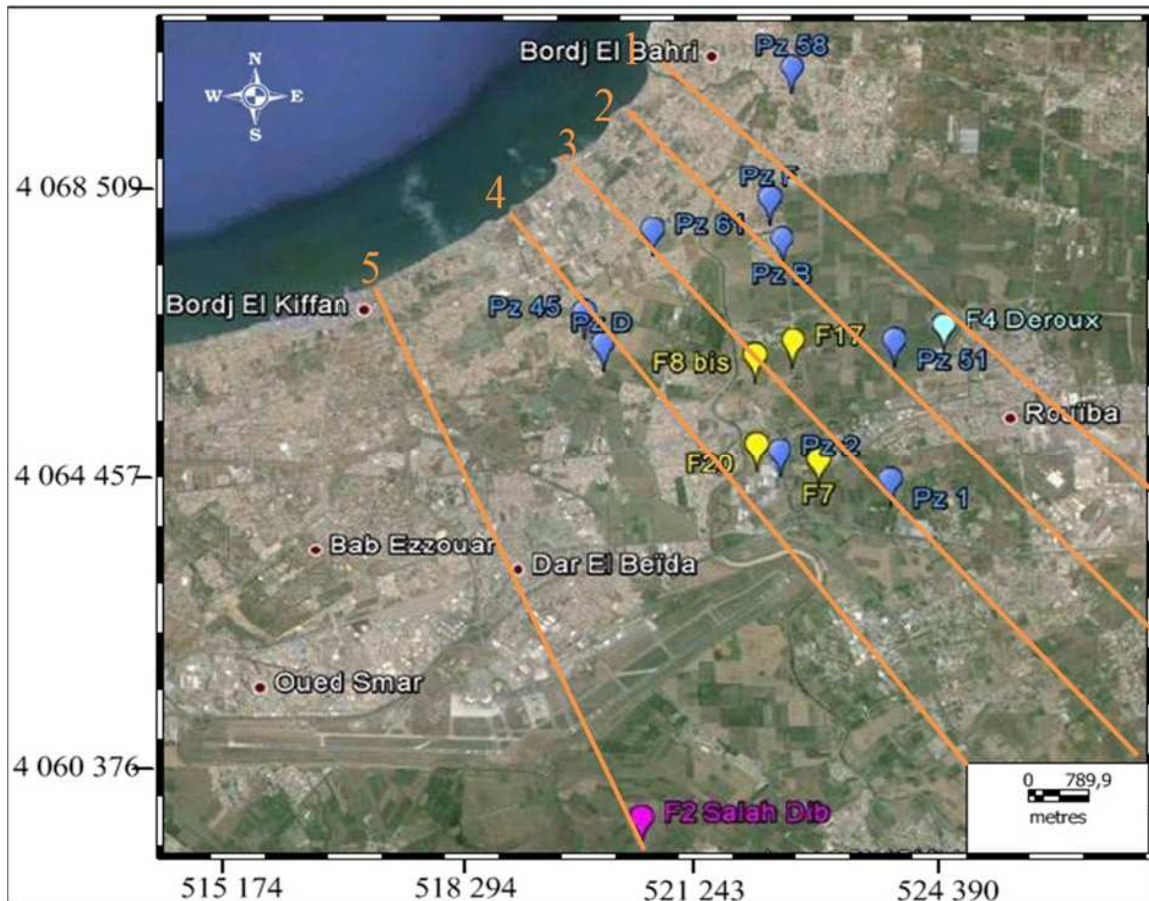 1
Bordj El Bahri
Pz 58
N
W E
S
2
3
4 068 509
Pz F
4
Pz 61
Pz B
5
Bordj El Kiffan
Pz 45
Pz D
F4 Deroux
F17
F8 bis
Pz 51
Rouïba
4 064 457
F20
Pz 2
F7
Pz 1
Bab Ezzouar
Dar El Beïda
Oued Smar
4 060 376
0 789,9
metres
F2 Salah Dib
515 174 518 294 521 243 524 390